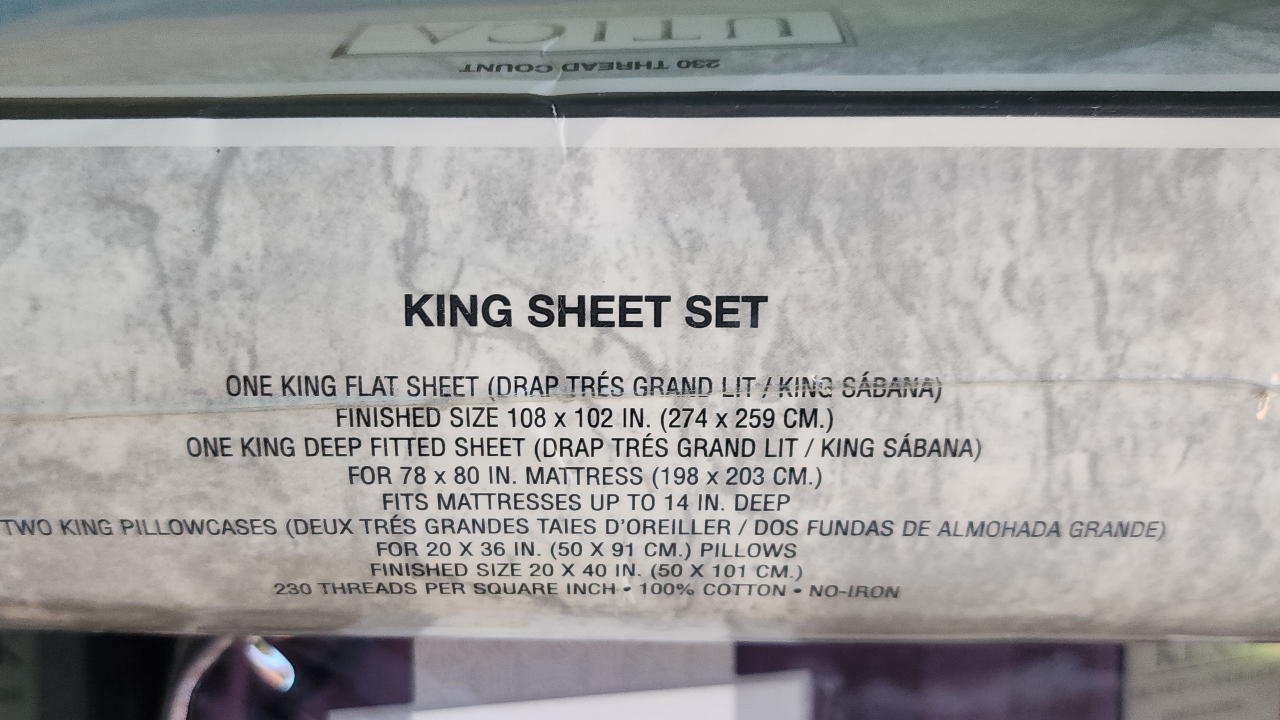 UTICA
230 THREAD COUNT
KING SHEET SET
ONE KING FLAT SHEET (DRAP TRÉS GRAND LIT / KING SÁBANA)
FINISHED SIZE 108 x 102 IN. (274 x 259 CM.)
ONE KING DEEP FITTED SHEET (DRAP TRÉS GRAND LIT / KING SÁBANA)
FOR 78 x 80 IN. MATTRESS (198 x 203 CM.)
FITS MATTRESSES UP TO 14 IN. DEEP
TWO KING PILLOWCASES (DEUX TRÉS GRANDES TAIES D'OREILLER / DOS FUNDAS DE ALMOHADA GRANDE)
FOR 20 X 36 IN. (50 X 91 CM.) PILLOWS
FINISHED SIZE 20 X 40 IN. (50 X 101 CM.)
230 THREADS PER SQUARE INCH • 100% COTTON • NO-IRON